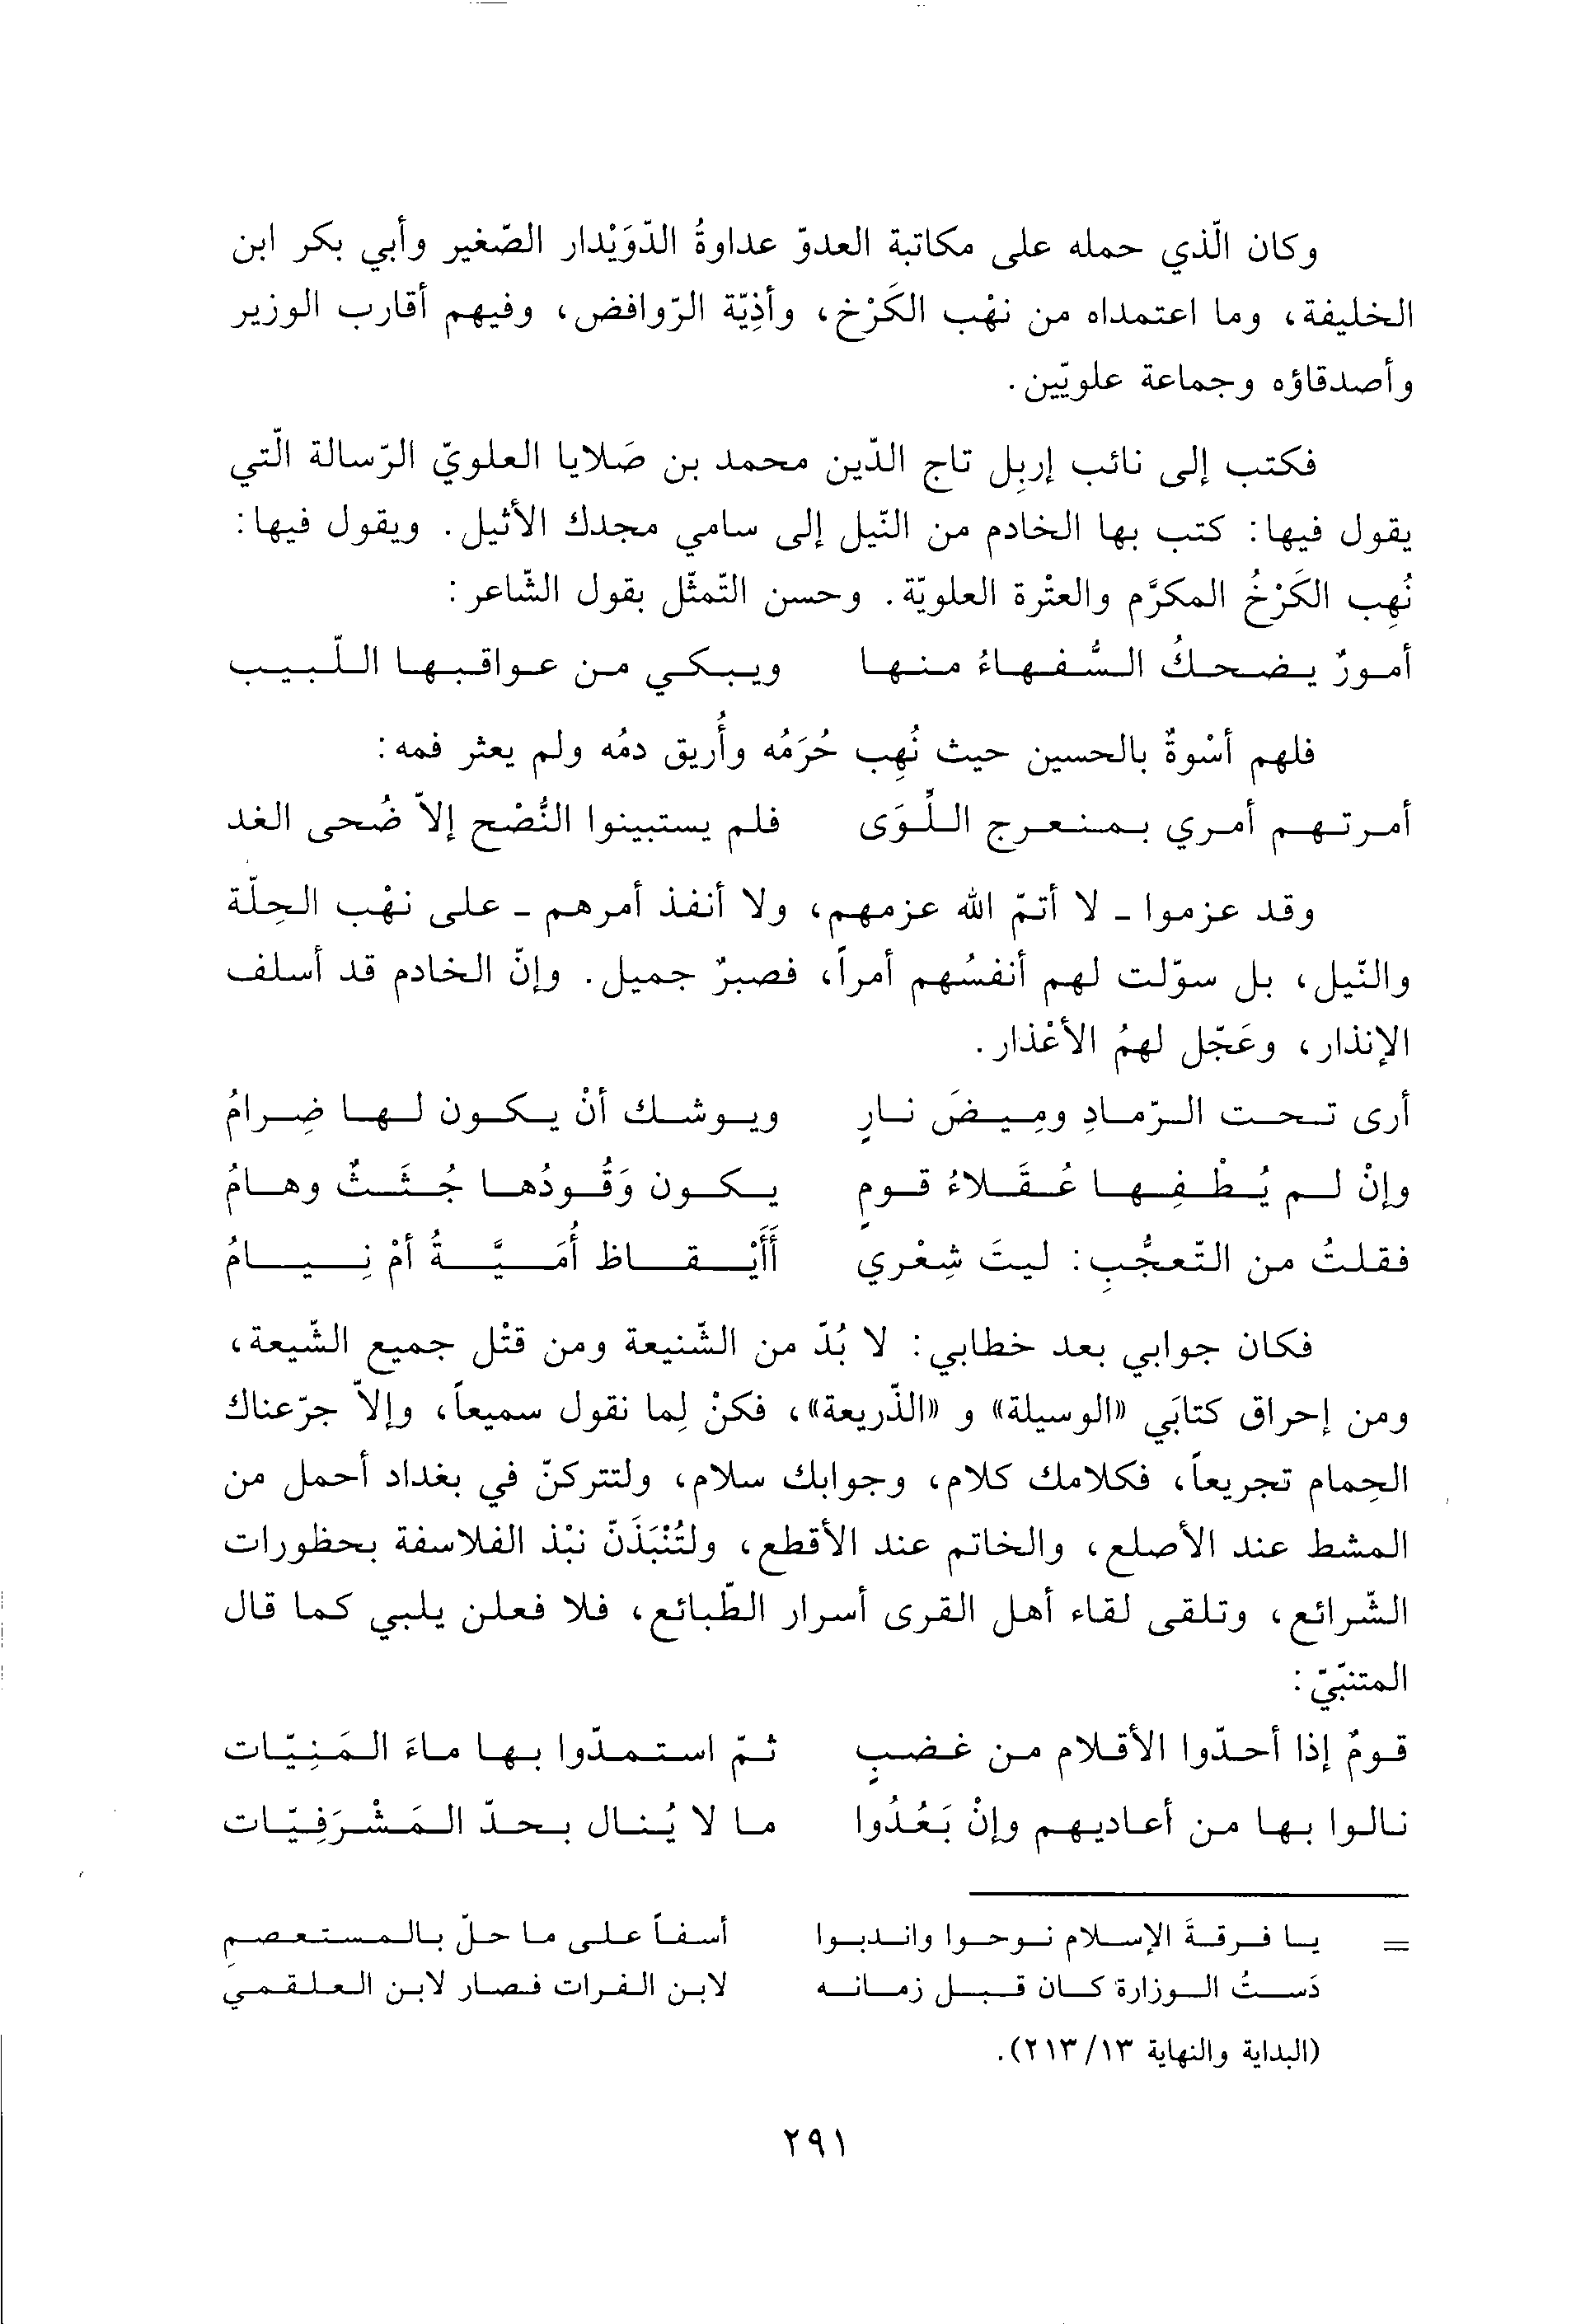 وكان الّذي حمله على مكاتبة العدوّ عداوةُ الدّوَيْدار الصّغير وأبي بكر ابن
الخليفة، وما اعتمداه من نهْب الكَرْخ، وأذِيّة الرّوافض، وفيهم أقارب الوزير
وأصدقاؤه وجماعة علويّين.
فكتب إلى نائب إربِل تاج الدّين محمد بن صَلايا العلويّ الرّسالة الّتي
يقول فيها: كتب بها الخادم من النّيل إلى سامي مجدك الأثيل. ويقول فيها:
نُهِب الكَرْخُ المكرَّم والعتْرة العلويّة. وحسن التّمثّل بقول الشّاعر:
أمورٌ يضحكُ السُّفهاءُ منها ويبكي من عواقبها اللّبيب
فلهم أسْوةٌ بالحسين حيث نُهِب حُرَمُه وأُريق دمُه ولم يعثر فمه:
أمرتهم أمري بمنعرج اللِّوَى فلم يستبينوا النُّصْح إلاّ ضُحى الغد
وقد عزموا - لا أتمّ الله عزمهم، ولا أنفذ أمرهم - على نهْب الحِلّة
والنّيل، بل سوّلت لهم أنفسُهم أمراً، فصبرٌ جميل. وإنّ الخادم قد أسلف
الإنذار، وعَجّل لهمُ الأعْذار.
أرى تحت الرّمادِ ومِيضَ نارٍ ويوشك أنْ يكون لها ضِرامُ
وإنْ لم يُطْفِها عُقَلاءُ قومٍ يكون وَقُودُها جُثَثٌ وهامُ
فقلتُ من التّعجُّبِ: ليتَ شِعْري أَأَيْقاظ أُمَيَّةُ أمْ نِيامُ
فكان جوابي بعد خطابي: لا بُدّ من الشّنيعة ومن قتْل جميع الشّيعة،
ومن إحراق كتابَي «الوسيلة» و «الذّريعة»، فكنْ لِما نقول سميعاً، وإلاّ جرّعناك
الحِمام تجريعاً، فكلامك كلام، وجوابك سلام، ولتتركنّ في بغداد أحمل من
المشط عند الأصلع، والخاتم عند الأقطع، ولتُنْبَذَنّ نبْذ الفلاسفة بحظورات
الشّرائع، وتلقى لقاء أهل القرى أسرار الطّبائع، فلا فعلن يلبي كما قال
المتنبّيّ:
قومٌ إذا أحدّوا الأقلام من غضبٍ ثمّ استمدّوا بها ماءَ المَنِيّات
نالوا بها من أعاديهم وإنْ بَعُدُوا ما لا يُنال بحدّ المَشْرَفِيّات
= يا فرقةَ الإسلام نوحوا واندبوا أسفاً على ما حلّ بالمستعصمِ
دَستُ الوزارة كان قبل زمانه لابن الفرات فصار لابن العلقمي
(البداية والنهاية ١٣/ ٢١٣).
٢٩١